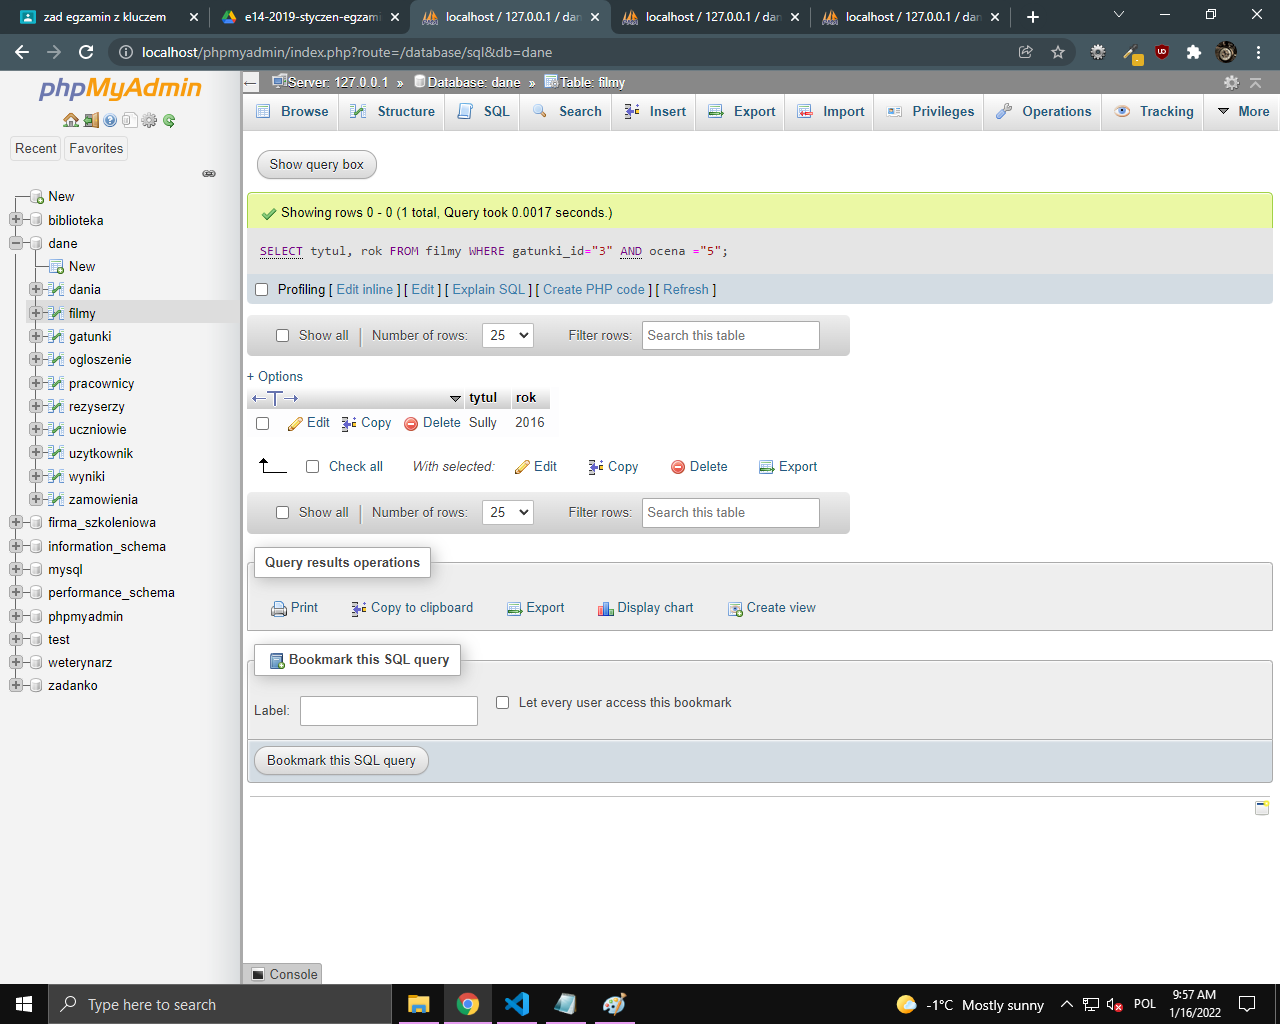 zad egzamin z kluczem
e14-2019-styczen-egzami
localhost / 127.0.0.1 / dan
localhost / 127.0.0.1 / dan
localhost / 127.0.0.1 / dan
localhost/phpmyadmin/index.php?route=/database/sql&db=dane
phpMyAdmin
Recent
Favorites
New
biblioteka
dane
New
dania
filmy
gatunki
ogloszenie
pracownicy
rezyserzy
uczniowie
uzytkownik
wyniki
zamowienia
firma_szkoleniowa
information_schema
mysql
performance_schema
phpmyadmin
test
weterynarz
zadanko
Server: 127.0.0.1 » Database: dane » Table: filmy
Browse Structure SQL Search Insert Export Import Privileges Operations Tracking More
Show query box
Showing rows 0 - 0 (1 total, Query took 0.0017 seconds.)
SELECT tytul, rok FROM filmy WHERE gatunki_id="3" AND ocena ="5";
Profiling [ Edit inline ] [ Edit ] [ Explain SQL ] [ Create PHP code ] [ Refresh ]
Show all Number of rows: 25 Filter rows: Search this table
+ Options
←T→ tytul rok
Edit Copy Delete Sully 2016
Check all With selected: Edit Copy Delete Export
Show all Number of rows: 25 Filter rows: Search this table
Query results operations
Print Copy to clipboard Export Display chart Create view
Bookmark this SQL query
Label: Let every user access this bookmark
Bookmark this SQL query
Console
Type here to search
-1°C Mostly sunny
POL
9:57 AM
1/16/2022